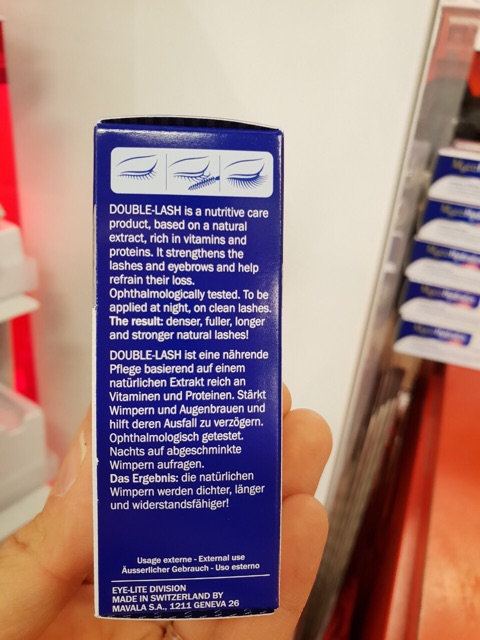 DOUBLE-LASH is a nutritive care
product, based on a natural
extract, rich in vitamins and
proteins. It strengthens the
lashes and eyebrows and help
refrain their loss.
Ophthalmologically tested. To be
applied at night, on clean lashes.
The result: denser, fuller, longer
and stronger natural lashes!
DOUBLE-LASH ist eine nährende
Pflege basierend auf einem
natürlichen Extrakt reich an
Vitaminen und Proteinen. Stärkt
Wimpern und Augenbrauen und
hilft deren Ausfall zu verzögern.
Ophthalmologisch getestet.
Nachts auf abgeschminkte
Wimpern aufragen.
Das Ergebnis: die natürlichen
Wimpern werden dichter, länger
und widerstandsfähiger!
Usage externe - External use
Äusserlicher Gebrauch - Uso esterno
EYE-LITE DIVISION
MADE IN SWITZERLAND BY
MAVALA S.A., 1211 GENEVA 26